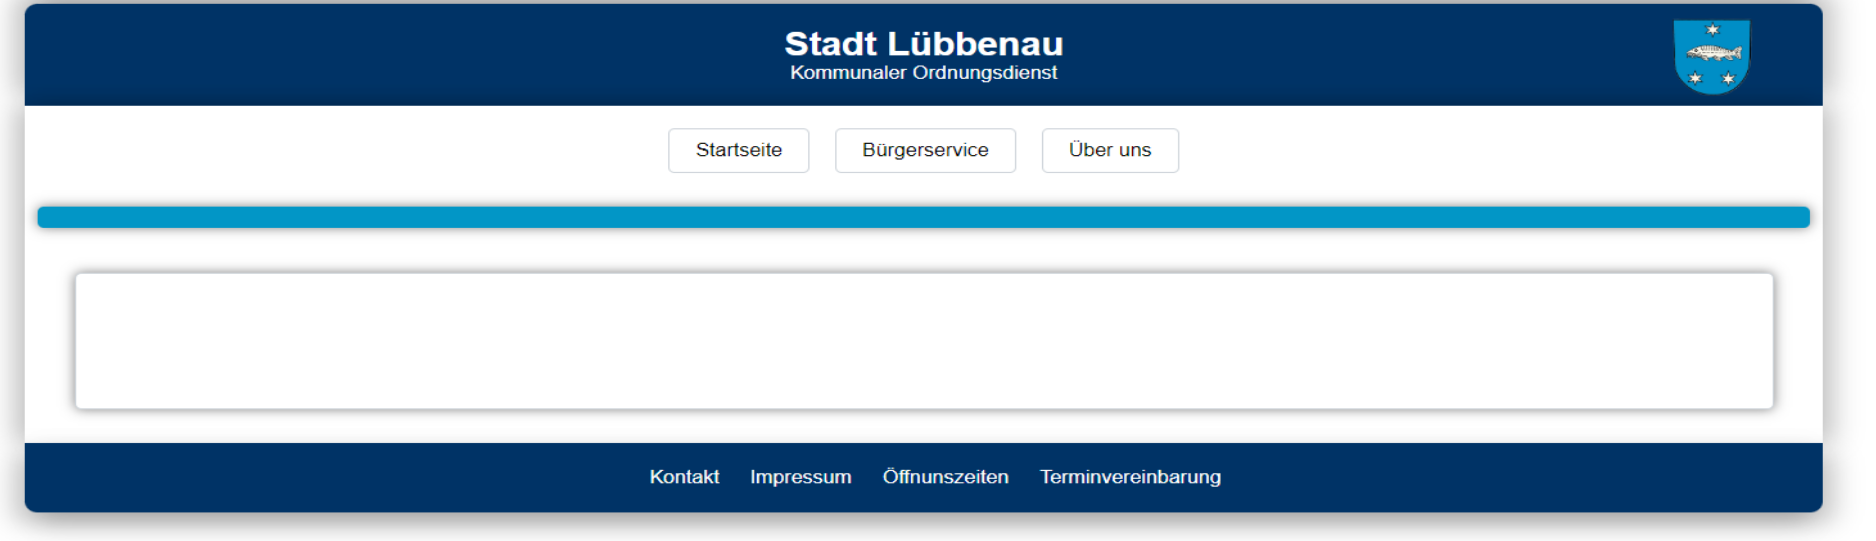 Stadt Lübbenau
Kommunaler Ordnungsdienst
Startseite Bürgerservice Über uns
Kontakt Impressum Öffnunszeiten Terminvereinbarung